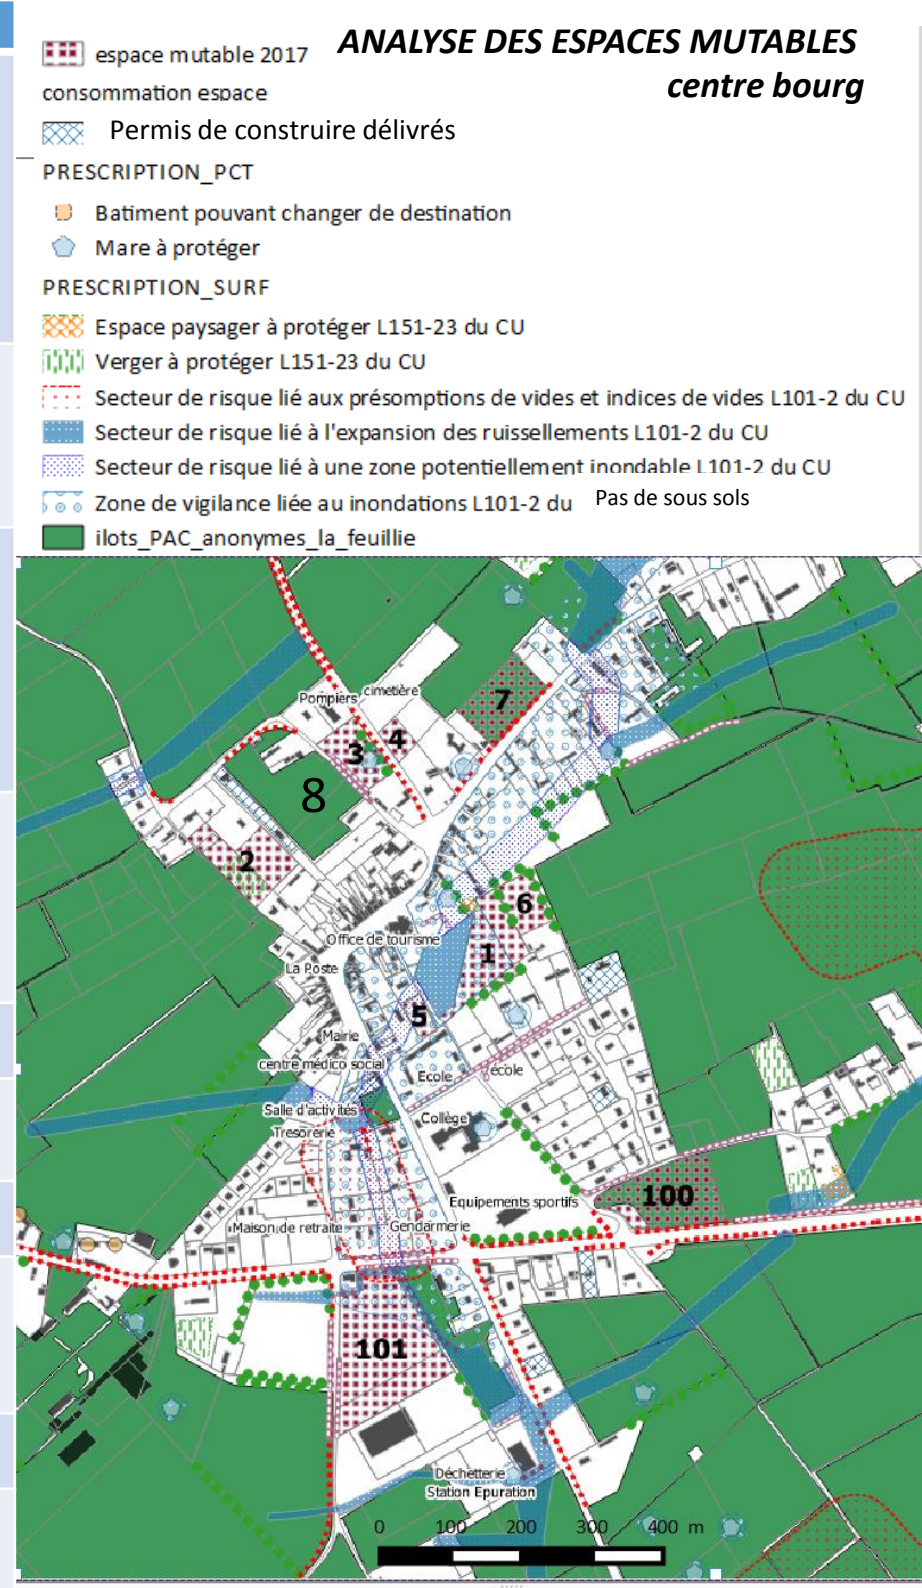 ANALYSE DES ESPACES MUTABLES
centre bourg
espace mutable 2017
consommation espace
Permis de construire délivrés
PRESCRIPTION_PCT
Batiment pouvant changer de destination
Mare à protéger
PRESCRIPTION_SURF
Espace paysager à protéger L151-23 du CU
Verger à protéger L151-23 du CU
Secteur de risque lié aux présomptions de vides et indices de vides L101-2 du CU
Secteur de risque lié à l'expansion des ruissellements L101-2 du CU
Secteur de risque lié à une zone potentiellement inondable L101-2 du CU
Zone de vigilance liée au inondations L101-2 du Pas de sous sols
ilots_PAC_anonymes_la_feuillie
Pompiers cimetière
7
4
3
8
2
6
Office de tourisme
1
La Poste
5
Mairie
centre médico social
Ecole école
Salle d'activités
Collège
Trésorerie
100
Equipements sportifs
Maison de retraite Gendarmerie
101
Déchetterie
Station Epuration
0 100 200 300 400 m